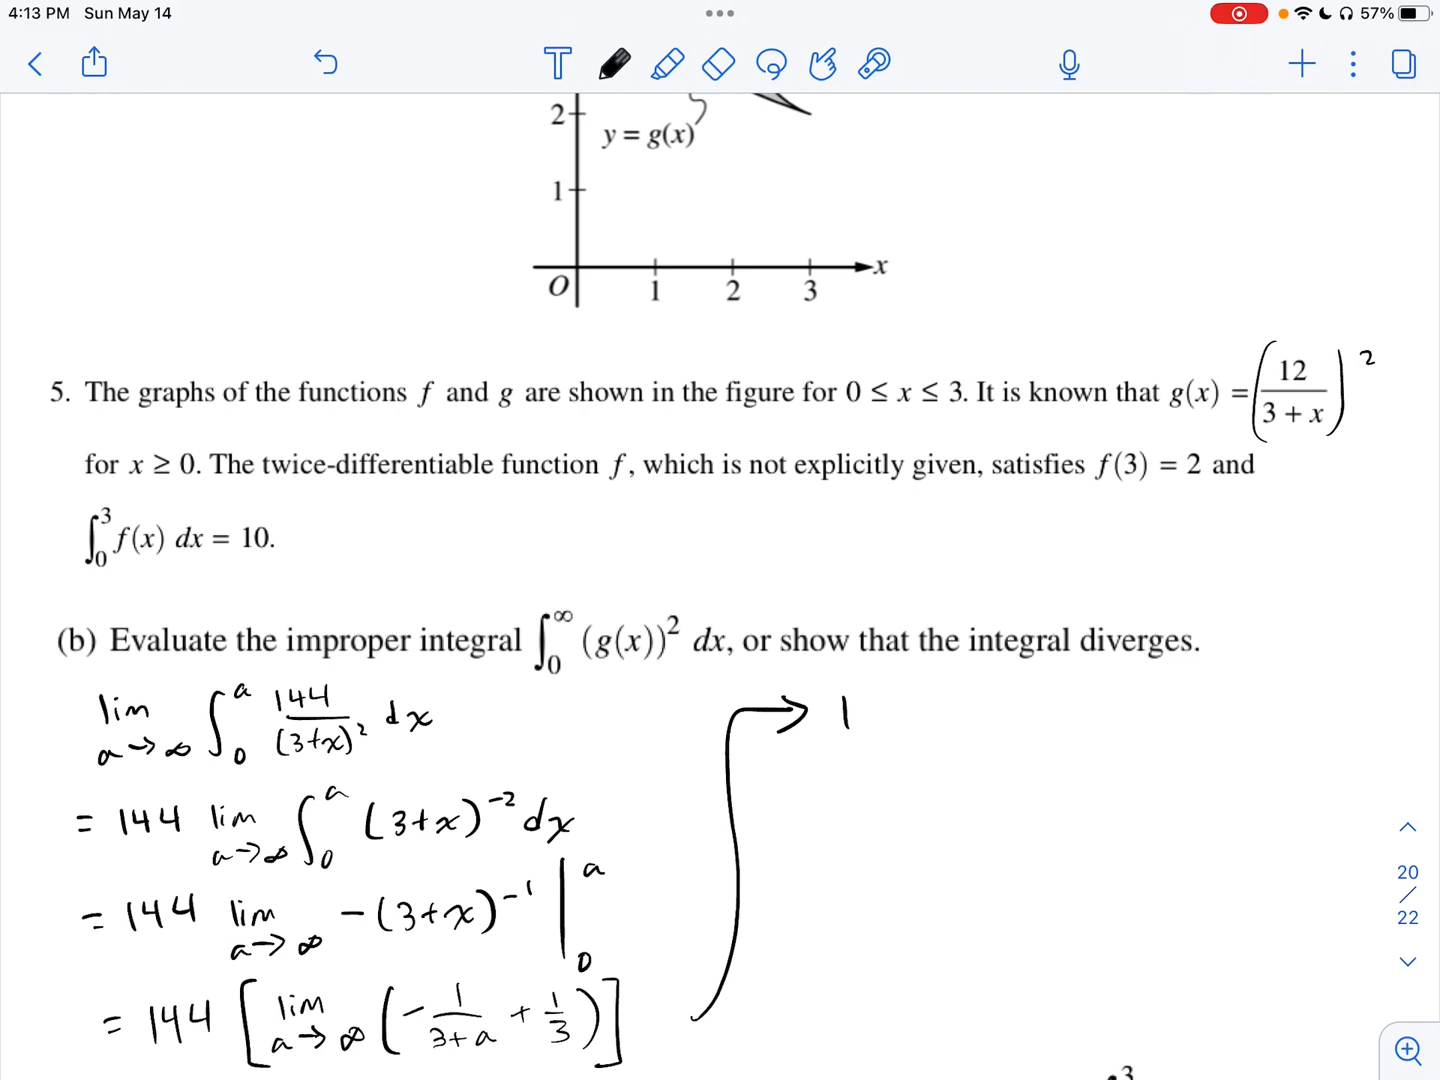 4:13 PM Sun May 14
57%
2
y = g(x)
1
O 1 2 3 x
5. The graphs of the functions f and g are shown in the figure for 0 ≤ x ≤ 3. It is known that g(x) = (12/(3 + x))²
for x ≥ 0. The twice-differentiable function f, which is not explicitly given, satisfies f(3) = 2 and
∫₀³ f(x) dx = 10.
(b) Evaluate the improper integral ∫₀^∞ (g(x))² dx, or show that the integral diverges.
lim a→∞ ∫₀^a 144/(3+x)² dx
= 144 lim a→∞ ∫₀^a (3+x)⁻² dx
= 144 lim a→∞ -(3+x)⁻¹ |₀^a
= 144 [lim a→∞ (-1/(3+a) + 1/3)]
→ 1
20
/
22
3